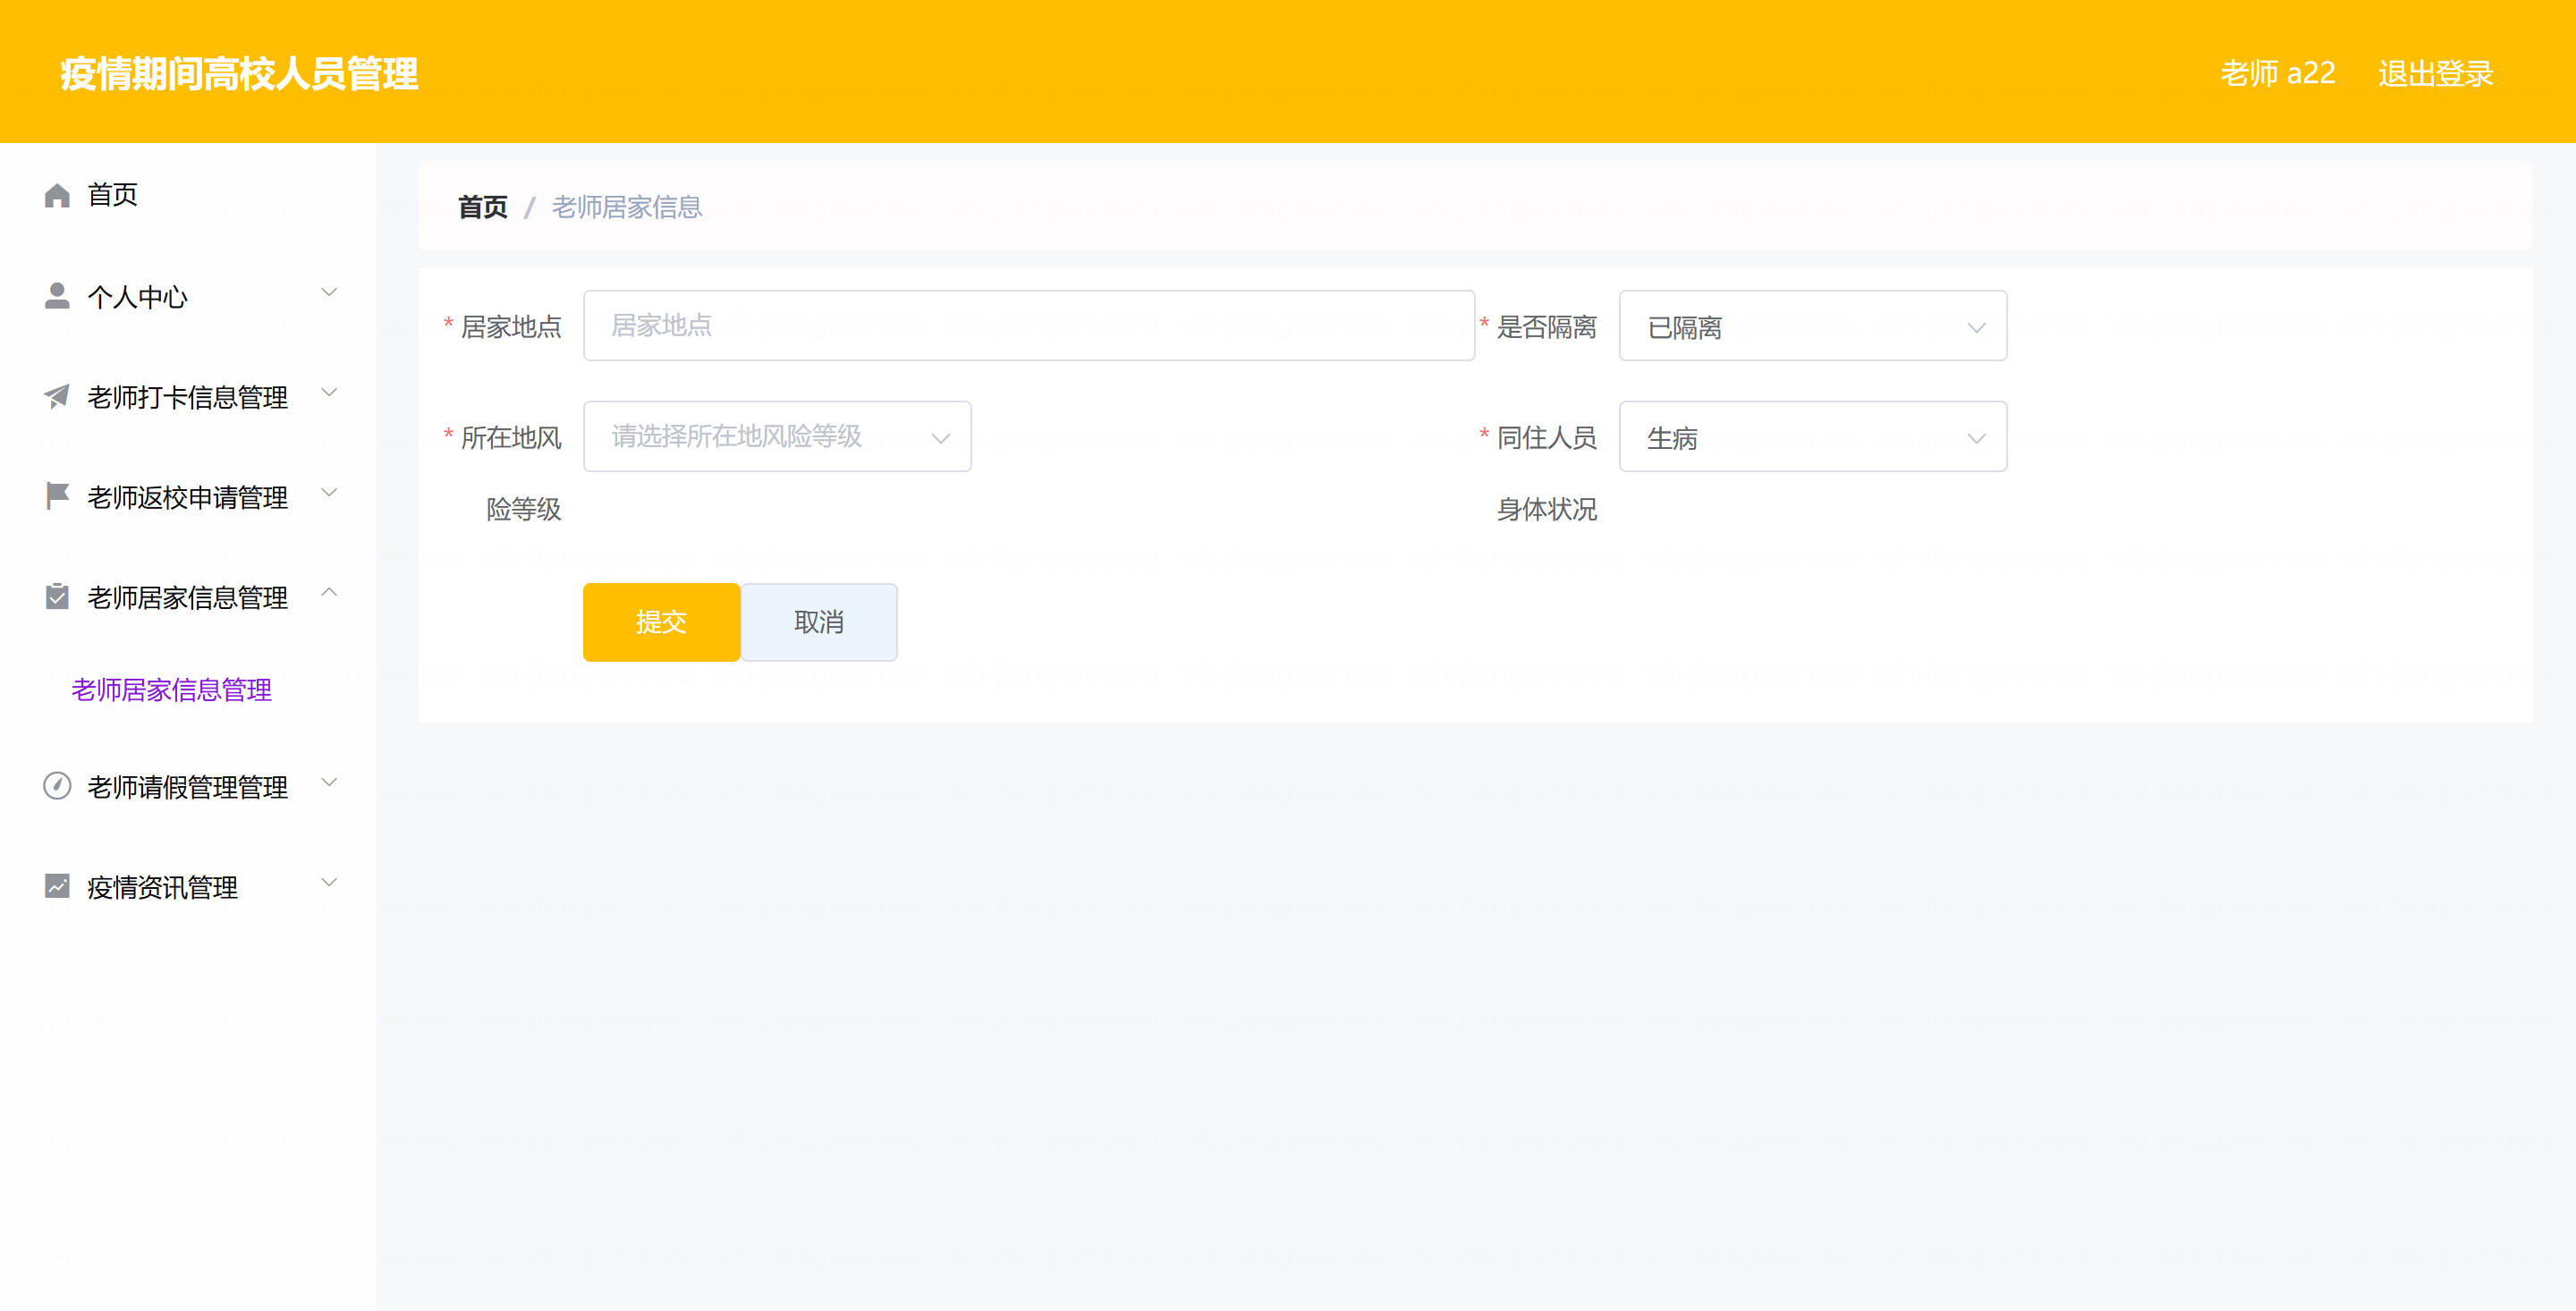 疫情期间高校人员管理
老师 a22 退出登录
首页
个人中心
老师打卡信息管理
老师返校申请管理
老师居家信息管理
老师居家信息管理
老师请假管理管理
疫情资讯管理
首页 / 老师居家信息
* 居家地点 居家地点 * 是否隔离 已隔离
* 所在地风 请选择所在地风险等级 * 同住人员 生病
险等级 身体状况
提交 取消